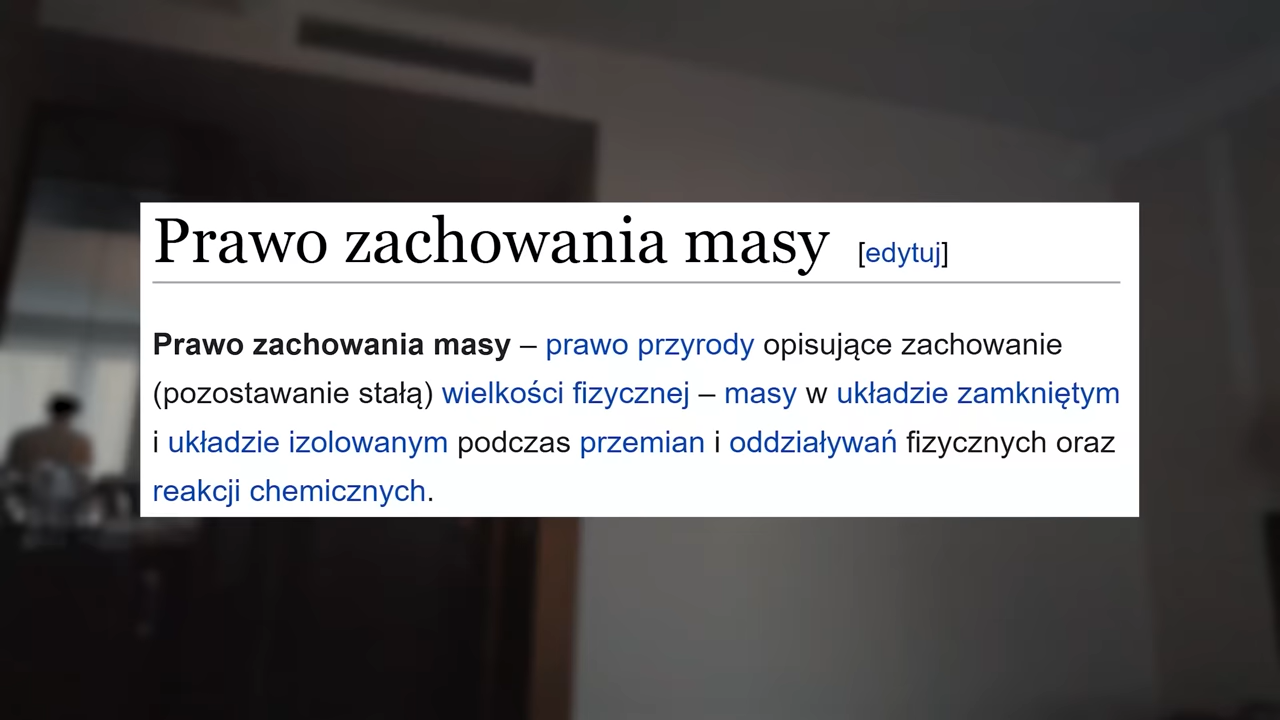 Prawo zachowania masy [edytuj]
Prawo zachowania masy – prawo przyrody opisujące zachowanie
(pozostawanie stałą) wielkości fizycznej – masy w układzie zamkniętym
i układzie izolowanym podczas przemian i oddziaływań fizycznych oraz
reakcji chemicznych.